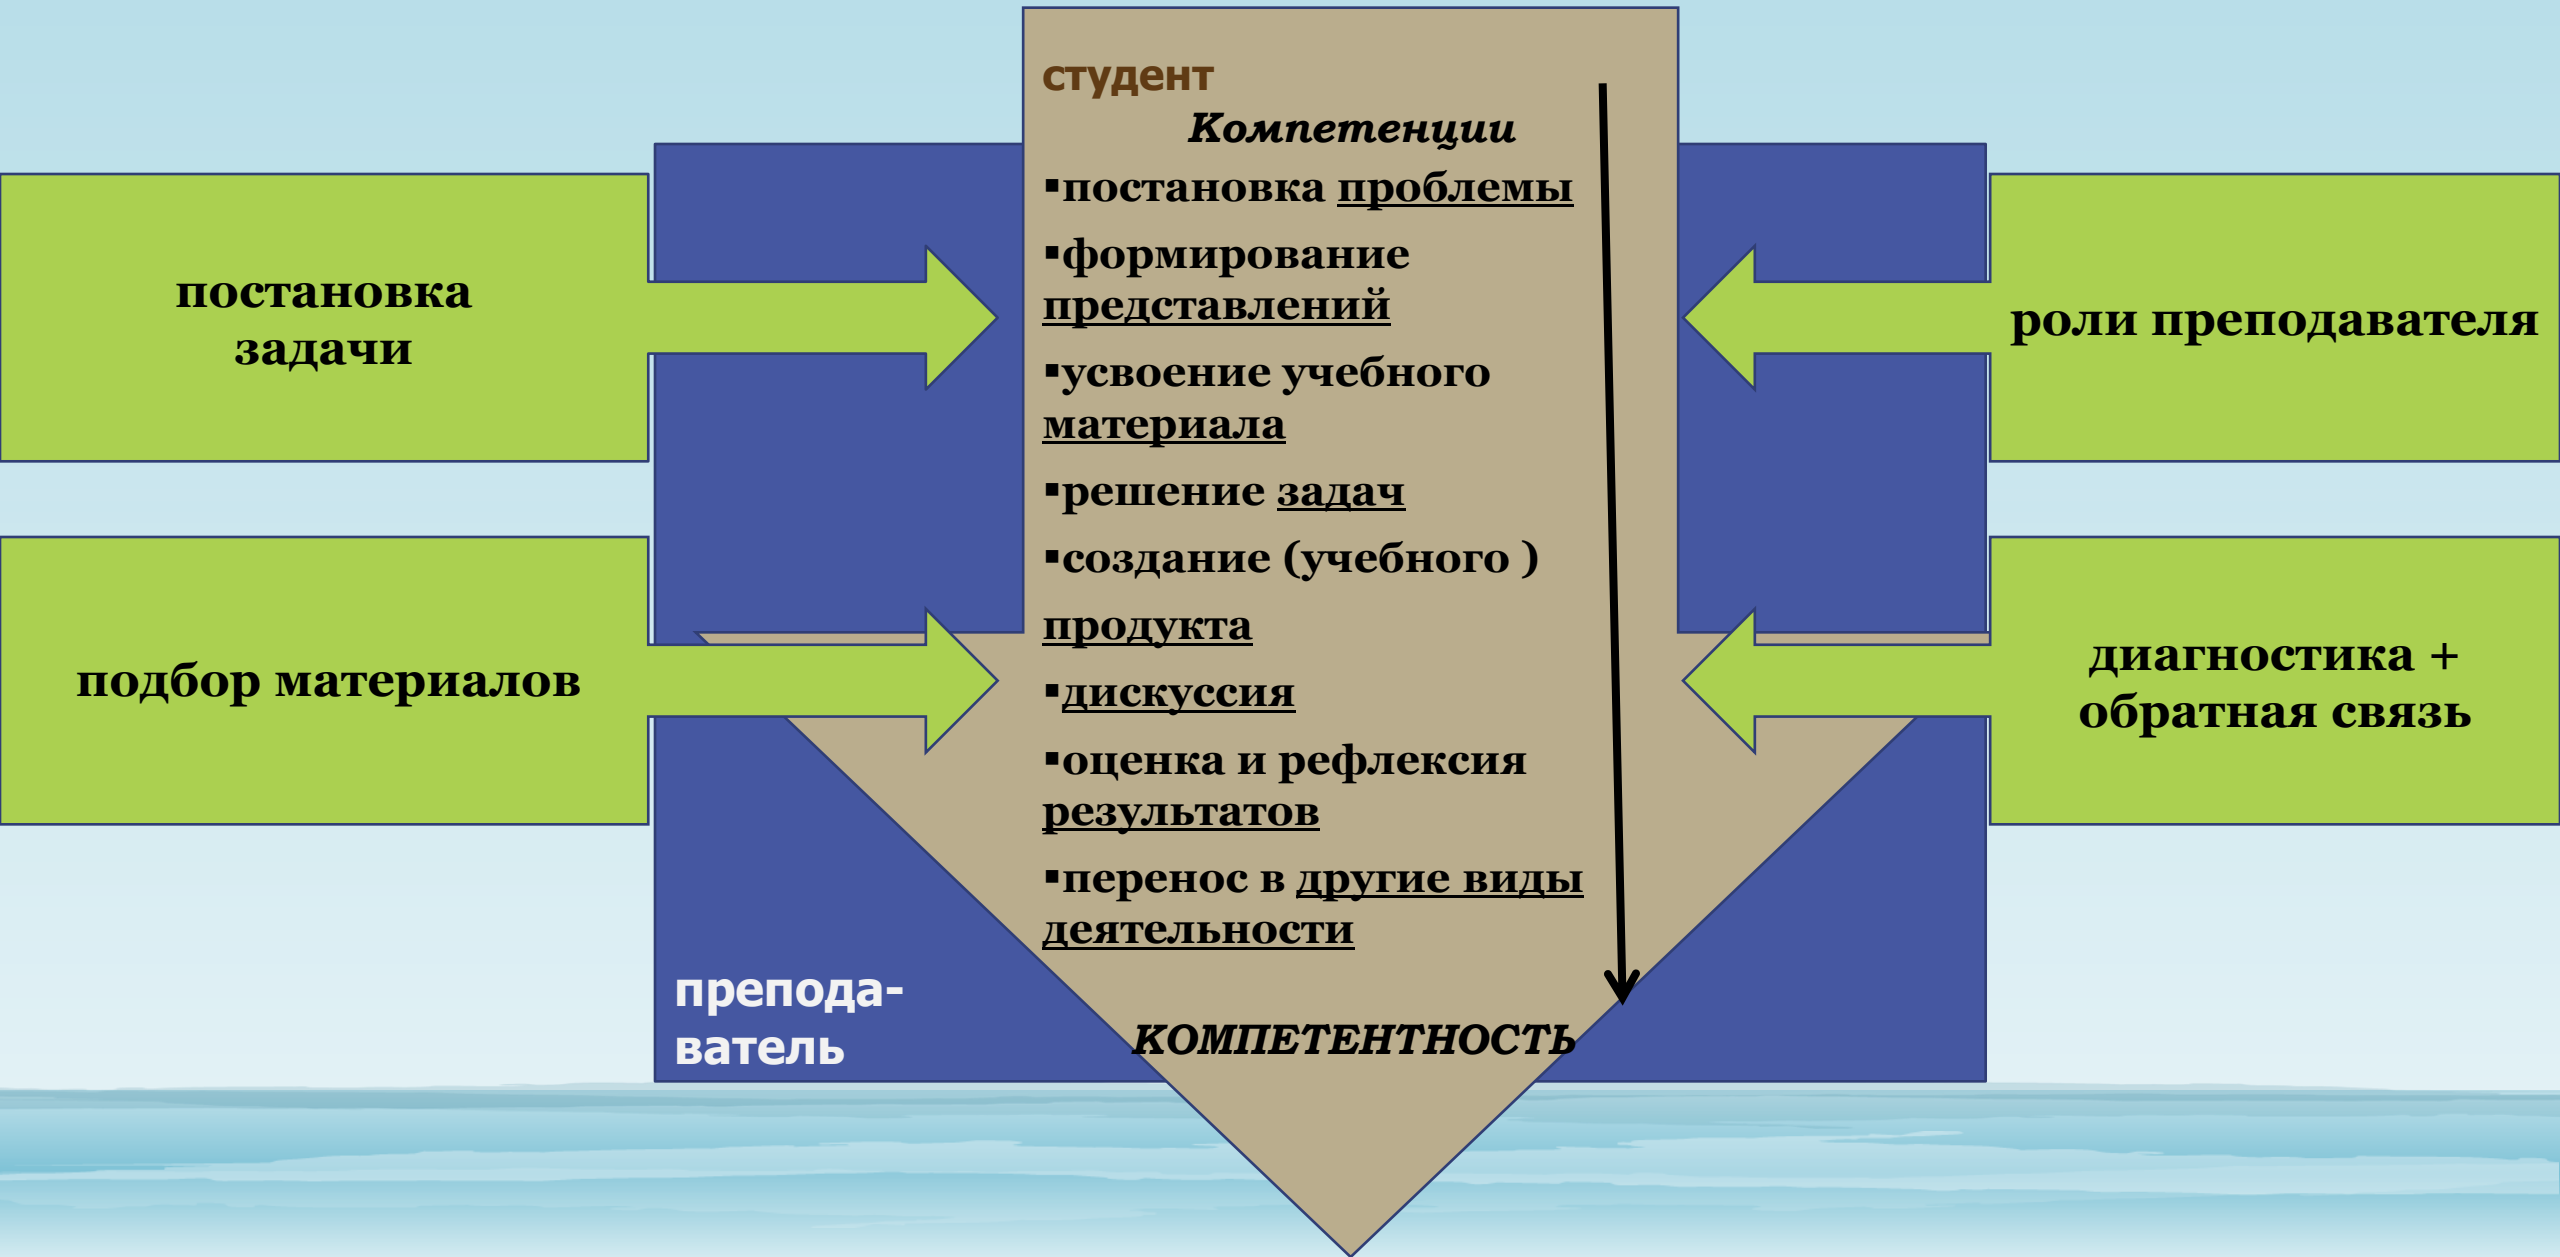 студент
Компетенции
▪постановка проблемы
▪формирование
представлений
▪усвоение учебного
материала
▪решение задач
▪создание (учебного )
продукта
▪дискуссия
▪оценка и рефлексия
результатов
▪перенос в другие виды
деятельности
КОМПЕТЕНТНОСТЬ
постановка
задачи
подбор материалов
роли преподавателя
диагностика +
обратная связь
препода-
ватель